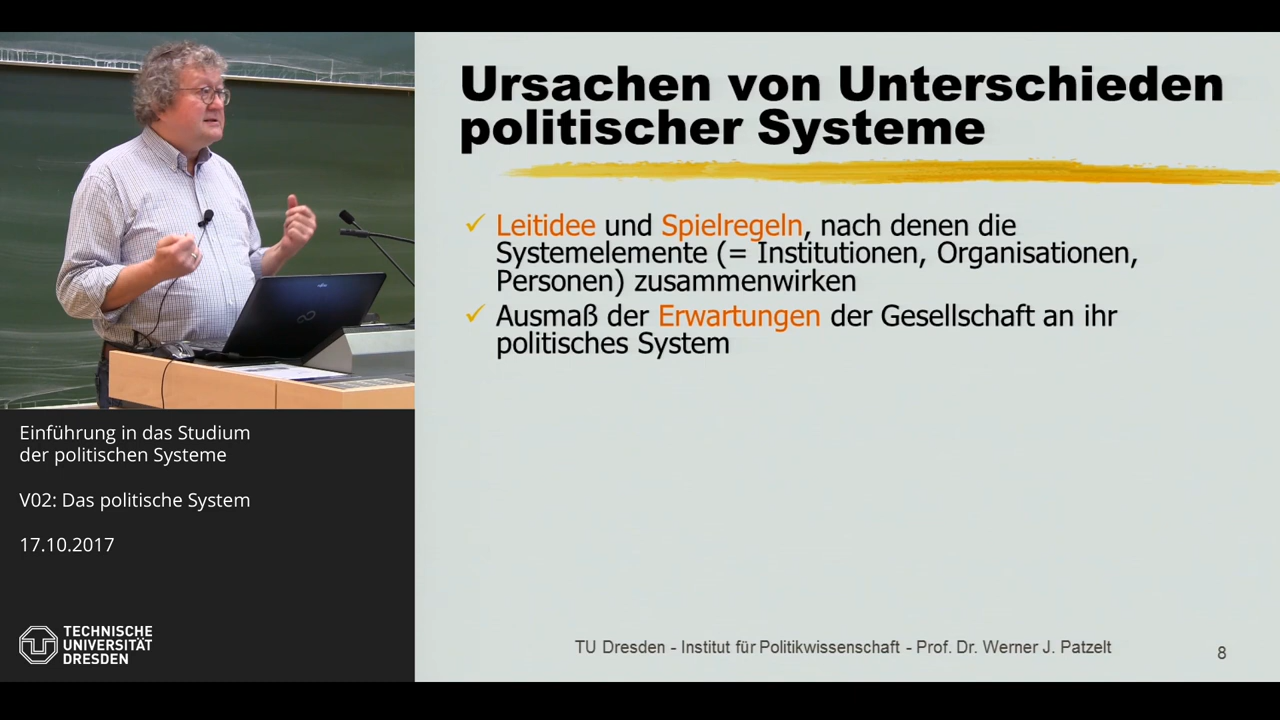 Ursachen von Unterschieden
politischer Systeme
✓ Leitidee und Spielregeln, nach denen die
Systemelemente (= Institutionen, Organisationen,
Personen) zusammenwirken
✓ Ausmaß der Erwartungen der Gesellschaft an ihr
politisches System
TU Dresden - Institut für Politikwissenschaft - Prof. Dr. Werner J. Patzelt
8
Einführung in das Studium
der politischen Systeme
V02: Das politische System
17.10.2017
TECHNISCHE
UNIVERSITÄT
DRESDEN